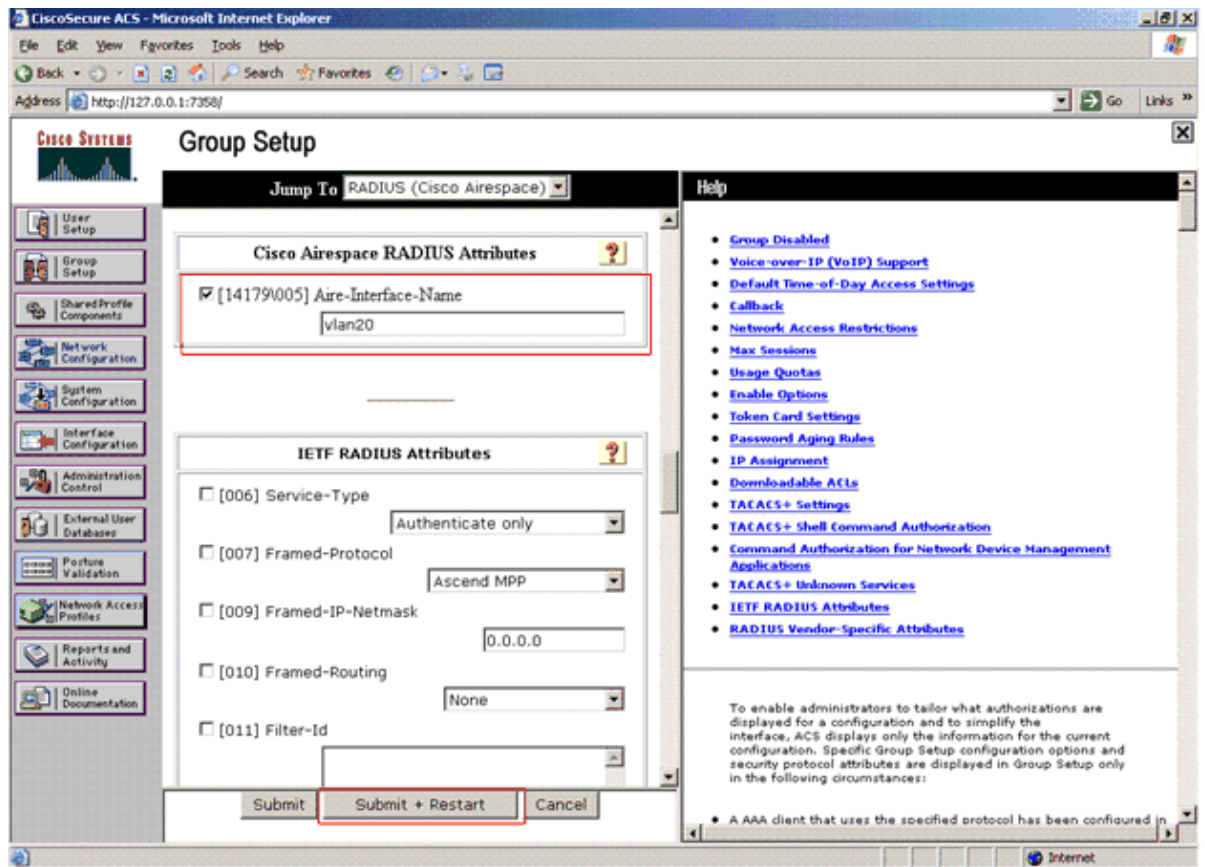 CiscoSecure ACS - Microsoft Internet Explorer
File Edit View Favorites Tools Help
Back Search Favorites
Address http://127.0.0.1:7358/ Go Links »
CISCO SYSTEMS
Group Setup
Jump To RADIUS (Cisco Airespace)
User Setup
Group Setup
Shared Profile Components
Network Configuration
System Configuration
Interface Configuration
Administration Control
External User Databases
Posture Validation
Network Access Profiles
Reports and Activity
Online Documentation
Cisco Airespace RADIUS Attributes ?
[14179\005] Aire-Interface-Name
vlan20
IETF RADIUS Attributes ?
[006] Service-Type
Authenticate only
[007] Framed-Protocol
Ascend MPP
[009] Framed-IP-Netmask
0.0.0.0
[010] Framed-Routing
None
[011] Filter-Id
Submit Submit + Restart Cancel
Help
Group Disabled
Voice-over-IP (VoIP) Support
Default Time-of-Day Access Settings
Callback
Network Access Restrictions
Max Sessions
Usage Quotas
Enable Options
Token Card Settings
Password Aging Rules
IP Assignment
Downloadable ACLs
TACACS+ Settings
TACACS+ Shell Command Authorization
Command Authorization for Network Device Management
Applications
TACACS+ Unknown Services
IETF RADIUS Attributes
RADIUS Vendor-Specific Attributes
To enable administrators to tailor what authorizations are
displayed for a configuration and to simplify the
interface, ACS displays only the information for the current
configuration. Specific Group Setup configuration options and
security protocol attributes are displayed in Group Setup only
in the following circumstances:
A AAA client that uses the specified protocol has been configured in
Internet